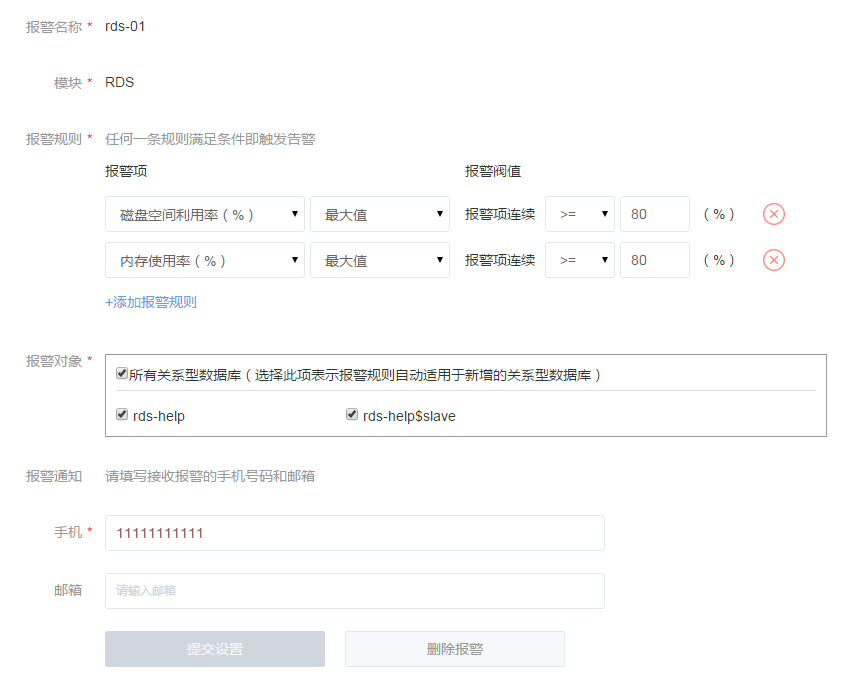 报警名称 * rds-01
模块 * RDS
报警规则 * 任何一条规则满足条件即触发告警
报警项 报警阀值
磁盘空间利用率（%） 最大值 报警项连续 >= 80 （%）
内存使用率（%） 最大值 报警项连续 >= 80 （%）
+添加报警规则
报警对象 * 所有关系型数据库（选择此项表示报警规则自动适用于新增的关系型数据库）
rds-help rds-help$slave
报警通知 请填写接收报警的手机号码和邮箱
手机 * 11111111111
邮箱 请输入邮箱
提交设置 删除报警